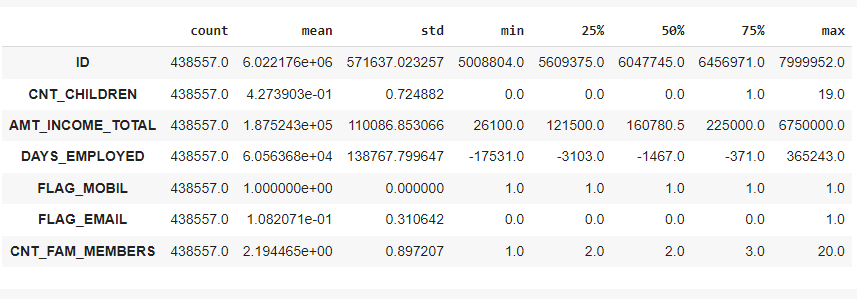 count mean std min 25% 50% 75% max
ID 438557.0 6.022176e+06 571637.023257 5008804.0 5609375.0 6047745.0 6456971.0 7999952.0
CNT_CHILDREN 438557.0 4.273903e-01 0.724882 0.0 0.0 0.0 1.0 19.0
AMT_INCOME_TOTAL 438557.0 1.875243e+05 110086.853066 26100.0 121500.0 160780.5 225000.0 6750000.0
DAYS_EMPLOYED 438557.0 6.056368e+04 138767.799647 -17531.0 -3103.0 -1467.0 -371.0 365243.0
FLAG_MOBIL 438557.0 1.000000e+00 0.000000 1.0 1.0 1.0 1.0 1.0
FLAG_EMAIL 438557.0 1.082071e-01 0.310642 0.0 0.0 0.0 0.0 1.0
CNT_FAM_MEMBERS 438557.0 2.194465e+00 0.897207 1.0 2.0 2.0 3.0 20.0